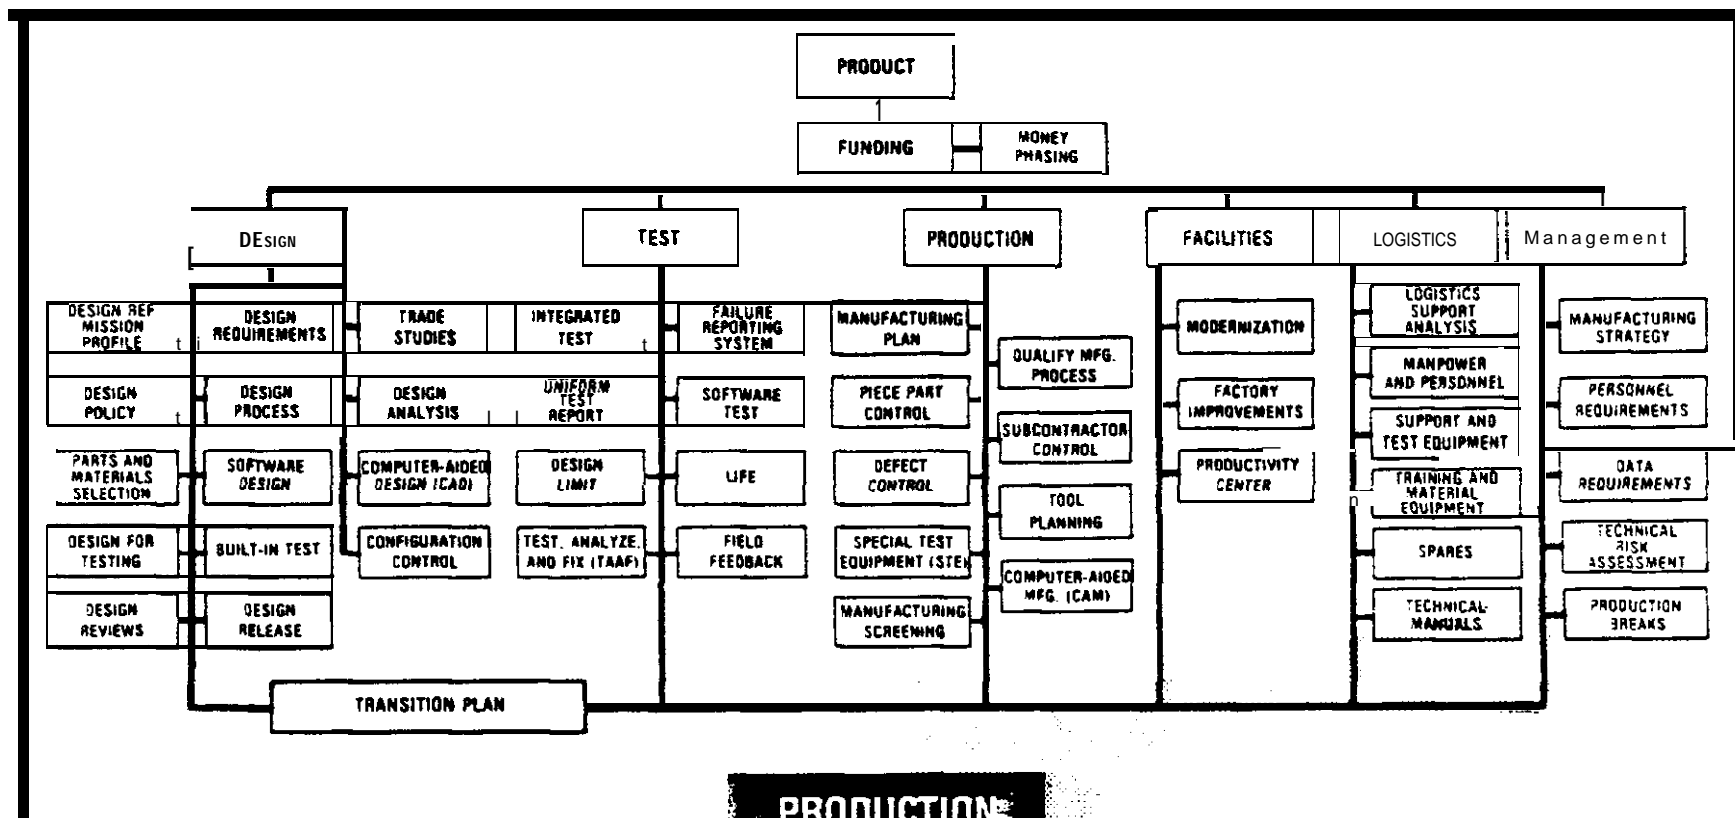 PRODUCT
FUNDING
MONEY
PHASING
DESIGN
TEST
PRODUCTION
FACILITIES
LOGISTICS
Management
DESIGN REF
MISSION
PROFILE
DESIGN
REQUIREMENTS
TRADE
STUDIES
INTEGRATED
TEST
FAILURE
REPORTING
SYSTEM
MANUFACTURING
PLAN
QUALIFY MFG.
PROCESS
MODERNIZATION
LOGISTICS
SUPPORT
ANALYSIS
MANUFACTURING
STRATEGY
DESIGN
POLICY
DESIGN
PROCESS
DESIGN
ANALYSIS
UNIFORM
TEST
REPORT
SOFTWARE
TEST
PIECE PART
CONTROL
SUBCONTRACTOR
CONTROL
FACTORY
IMPROVEMENTS
MANPOWER
AND PERSONNEL
PERSONNEL
REQUIREMENTS
PARTS AND
MATERIALS
SELECTION
SOFTWARE
DESIGN
COMPUTER-AIDED
DESIGN (CAD)
DESIGN
LIMIT
LIFE
DEFECT
CONTROL
TOOL
PLANNING
PRODUCTIVITY
CENTER
SUPPORT AND
TEST EQUIPMENT
DATA
REQUIREMENTS
DESIGN FOR
TESTING
BUILT-IN TEST
CONFIGURATION
CONTROL
TEST, ANALYZE,
AND FIX (TAAF)
FIELD
FEEDBACK
SPECIAL TEST
EQUIPMENT (STE)
COMPUTER-AIDED
MFG. (CAM)
TRAINING AND
MATERIAL
EQUIPMENT
SPARES
TECHNICAL
RISK
ASSESSMENT
DESIGN
REVIEWS
DESIGN
RELEASE
MANUFACTURING
SCREENING
TECHNICAL-
MANUALS
PRODUCTION
BREAKS
TRANSITION PLAN
PRODUCTION